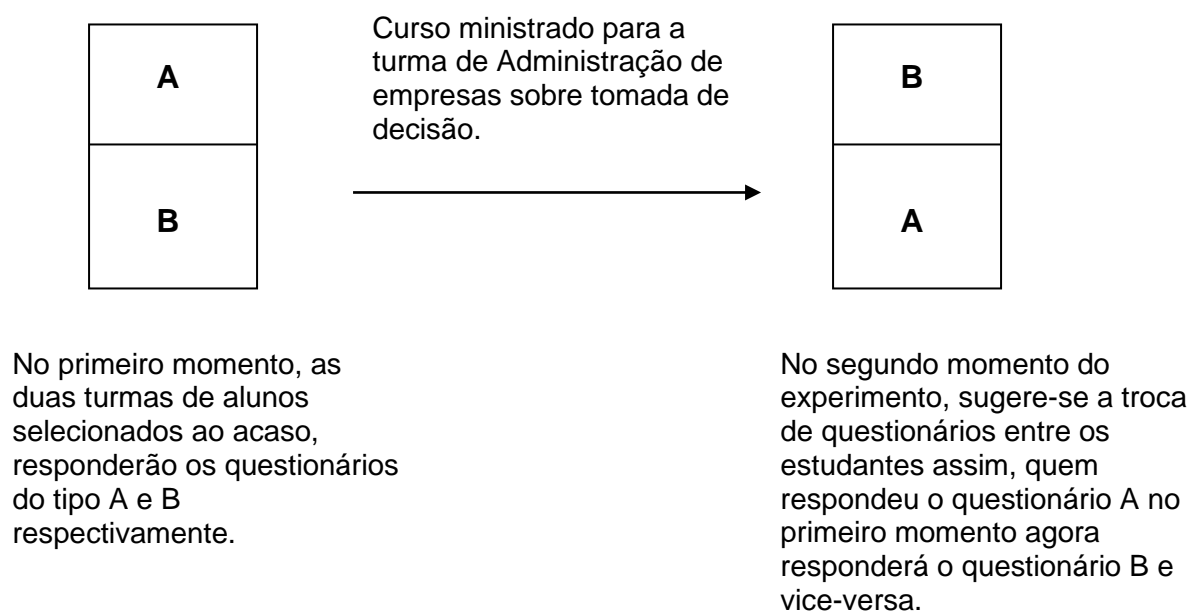 A
B
Curso ministrado para a
turma de Administração de
empresas sobre tomada de
decisão.
B
A
No primeiro momento, as
duas turmas de alunos
selecionados ao acaso,
responderão os questionários
do tipo A e B
respectivamente.
No segundo momento do
experimento, sugere-se a troca
de questionários entre os
estudantes assim, quem
respondeu o questionário A no
primeiro momento agora
responderá o questionário B e
vice-versa.